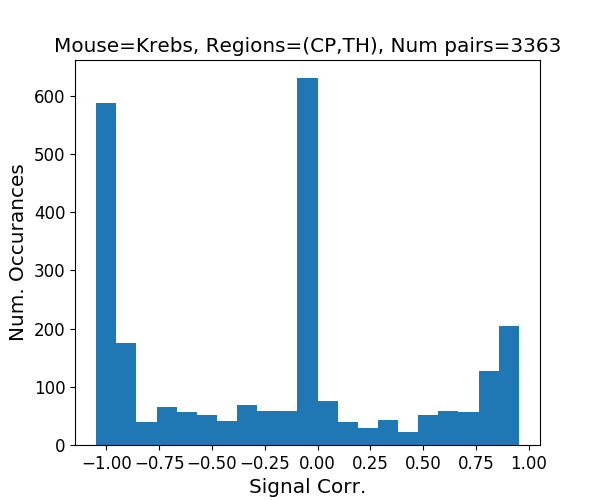 Mouse=Krebs, Regions=(CP,TH), Num pairs=3363
600
500
400
300
200
100
0
Num. Occurances
−1.00 −0.75 −0.50 −0.25 0.00 0.25 0.50 0.75 1.00
Signal Corr.